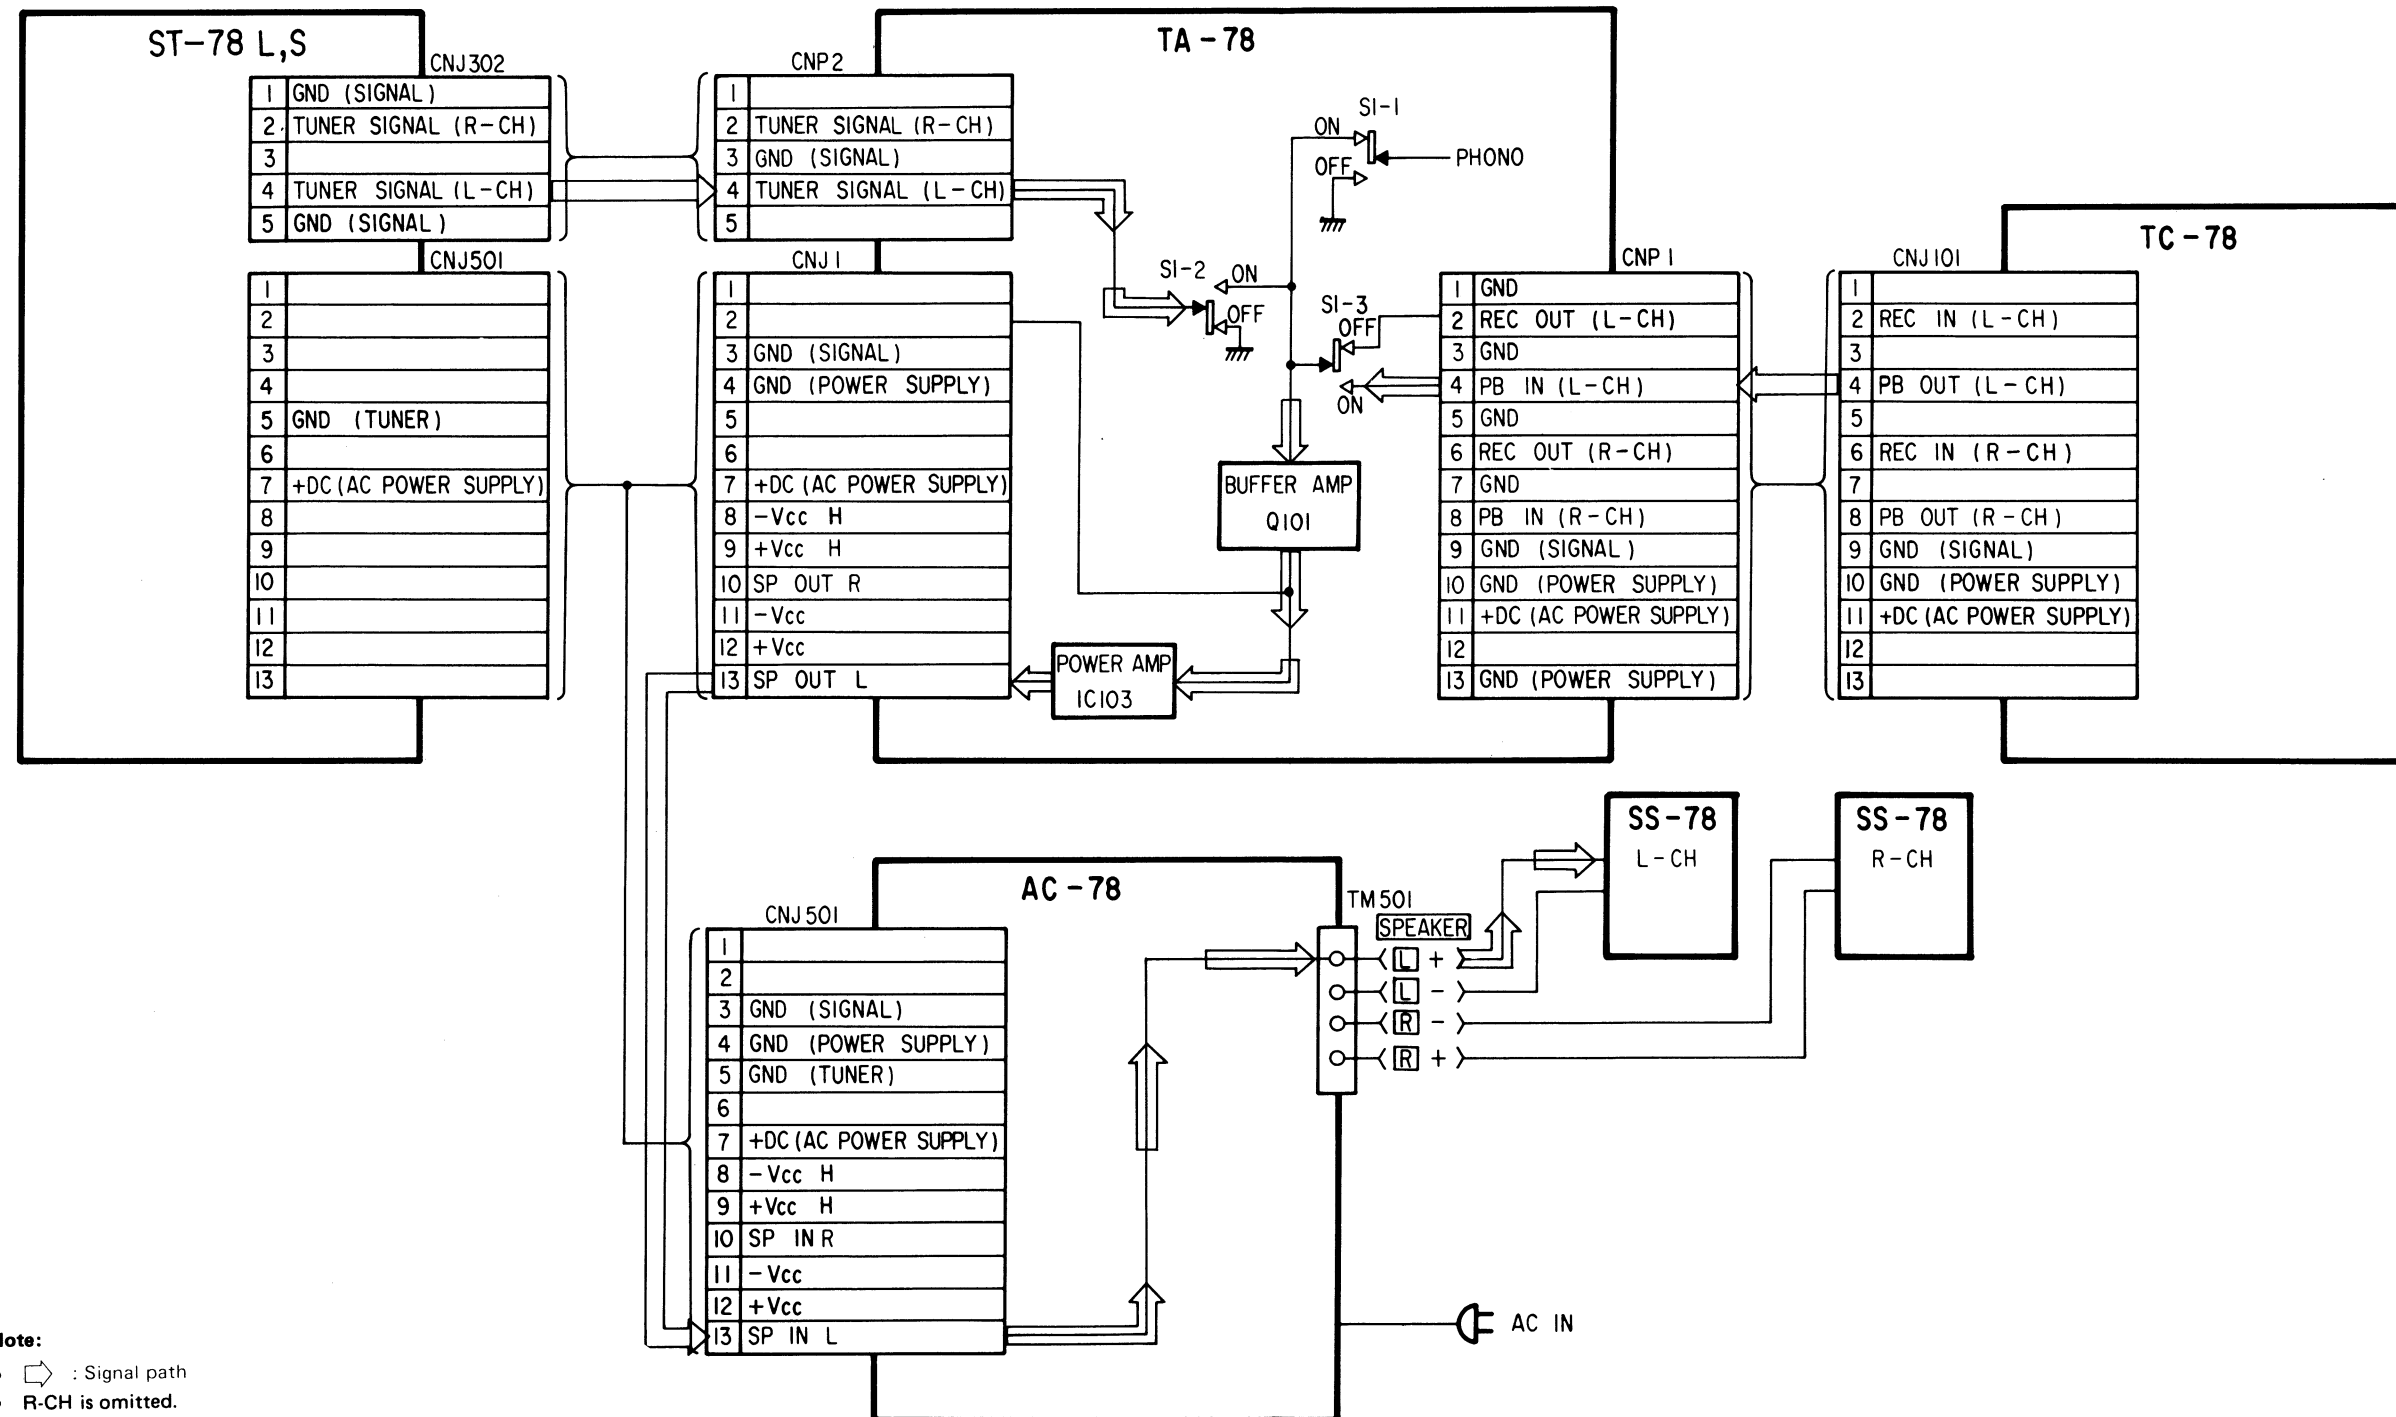 ST-78 L,S
CNJ302
1 GND (SIGNAL)
2 TUNER SIGNAL (R-CH)
3
4 TUNER SIGNAL (L-CH)
5 GND (SIGNAL)
CNJ501
1
2
3
4
5 GND (TUNER)
6
7 +DC (AC POWER SUPPLY)
8
9
10
11
12
13
TA-78
CNP2
1
2 TUNER SIGNAL (R-CH)
3 GND (SIGNAL)
4 TUNER SIGNAL (L-CH)
5
CNJ1
1
2
3 GND (SIGNAL)
4 GND (POWER SUPPLY)
5
6
7 +DC (AC POWER SUPPLY)
8 -Vcc H
9 +Vcc H
10 SP OUT R
11 -Vcc
12 +Vcc
13 SP OUT L
S1-1
ON
OFF
PHONO
S1-2
ON
OFF
S1-3
OFF
ON
BUFFER AMP
Q101
POWER AMP
IC103
CNP1
1 GND
2 REC OUT (L-CH)
3 GND
4 PB IN (L-CH)
5 GND
6 REC OUT (R-CH)
7 GND
8 PB IN (R-CH)
9 GND (SIGNAL)
10 GND (POWER SUPPLY)
11 +DC (AC POWER SUPPLY)
12
13 GND (POWER SUPPLY)
TC-78
CNJ101
1
2 REC IN (L-CH)
3
4 PB OUT (L-CH)
5
6 REC IN (R-CH)
7
8 PB OUT (R-CH)
9 GND (SIGNAL)
10 GND (POWER SUPPLY)
11 +DC (AC POWER SUPPLY)
12
13
AC-78
CNJ501
1
2
3 GND (SIGNAL)
4 GND (POWER SUPPLY)
5 GND (TUNER)
6
7 +DC (AC POWER SUPPLY)
8 -Vcc H
9 +Vcc H
10 SP IN R
11 -Vcc
12 +Vcc
13 SP IN L
TM501
SPEAKER
L +
L -
R -
R +
SS-78
L-CH
SS-78
R-CH
AC IN
lote:
: Signal path
R-CH is omitted.